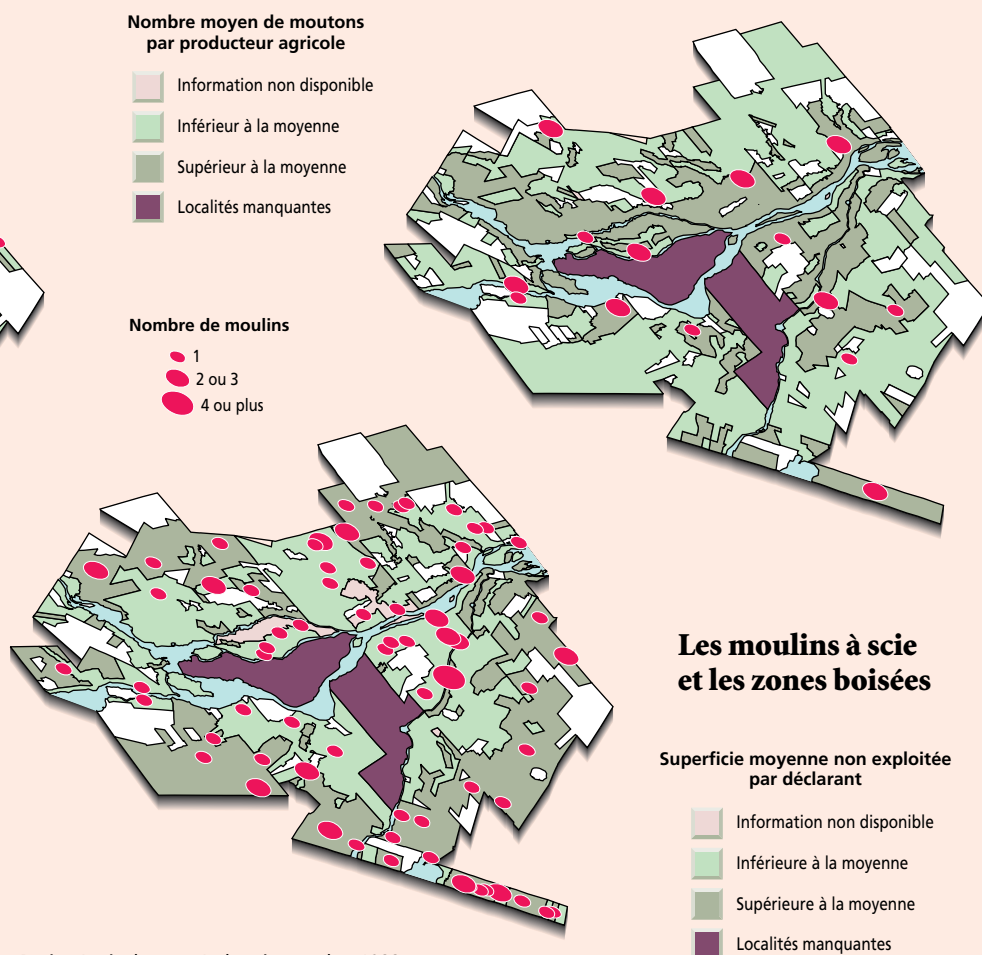 Nombre moyen de moutons
par producteur agricole
Information non disponible
Inférieur à la moyenne
Supérieur à la moyenne
Localités manquantes
Nombre de moulins
1
2 ou 3
4 ou plus
Les moulins à scie
et les zones boisées
Superficie moyenne non exploitée
par déclarant
Information non disponible
Inférieure à la moyenne
Supérieure à la moyenne
Localités manquantes